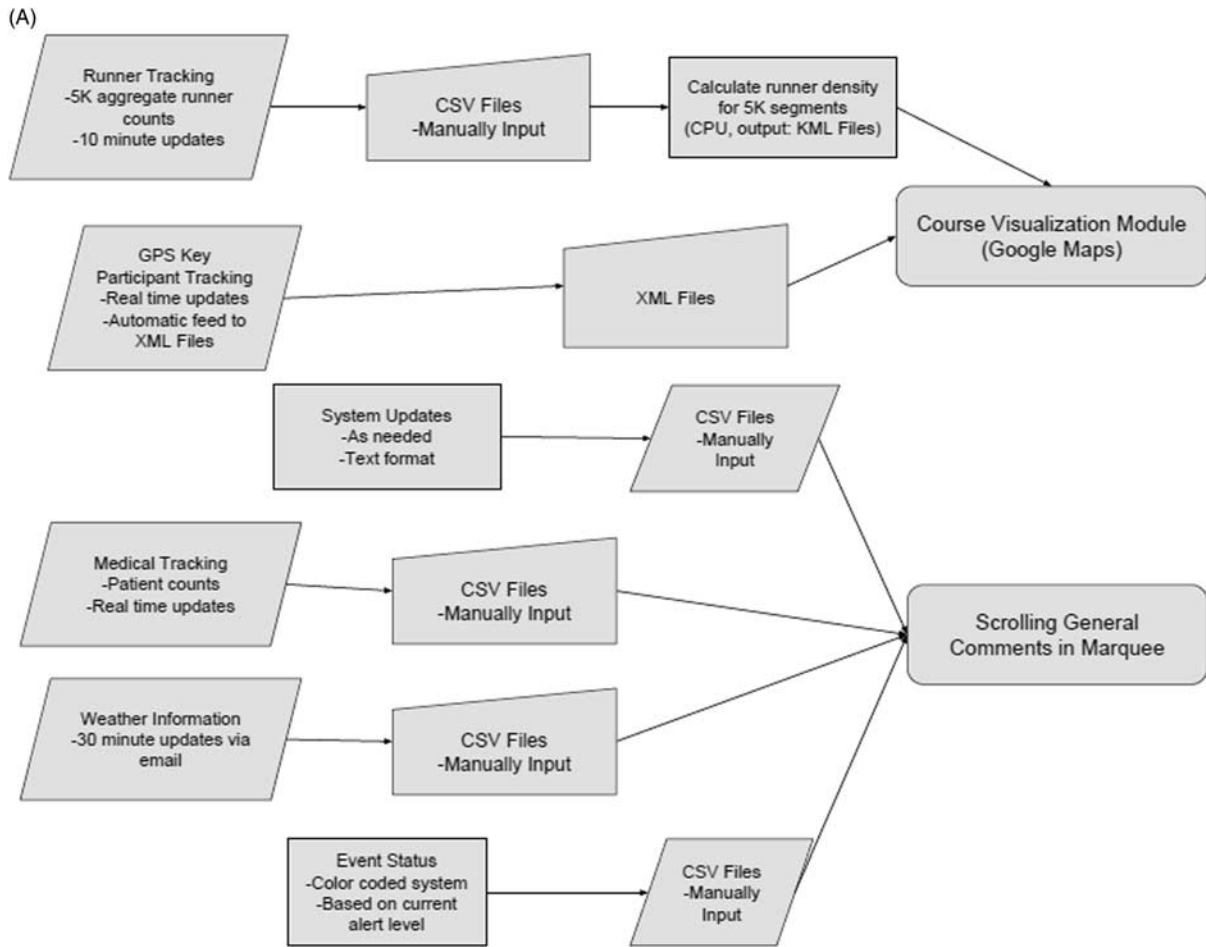 (A)
Runner Tracking
-5K aggregate runner
counts
-10 minute updates
CSV Files
-Manually Input
Calculate runner density
for 5K segments
(CPU, output: KML Files)
Course Visualization Module
(Google Maps)
GPS Key
Participant Tracking
-Real time updates
-Automatic feed to
XML Files
XML Files
System Updates
-As needed
-Text format
CSV Files
-Manually
Input
Medical Tracking
-Patient counts
-Real time updates
CSV Files
-Manually Input
Scrolling General
Comments in Marquee
Weather Information
-30 minute updates via
email
CSV Files
-Manually Input
Event Status
-Color coded system
-Based on current
alert level
CSV Files
-Manually
Input